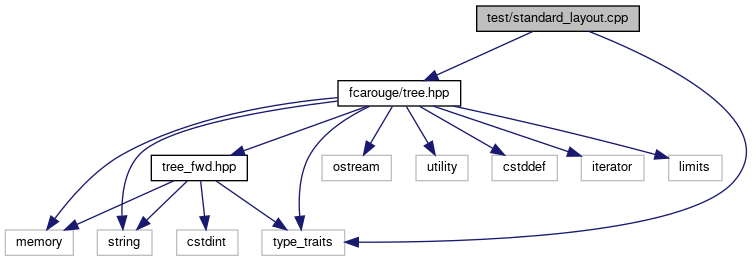 test/standard_layout.cpp
fcarouge/tree.hpp
tree_fwd.hpp
ostream
utility
cstddef
iterator
limits
memory
string
cstdint
type_traits